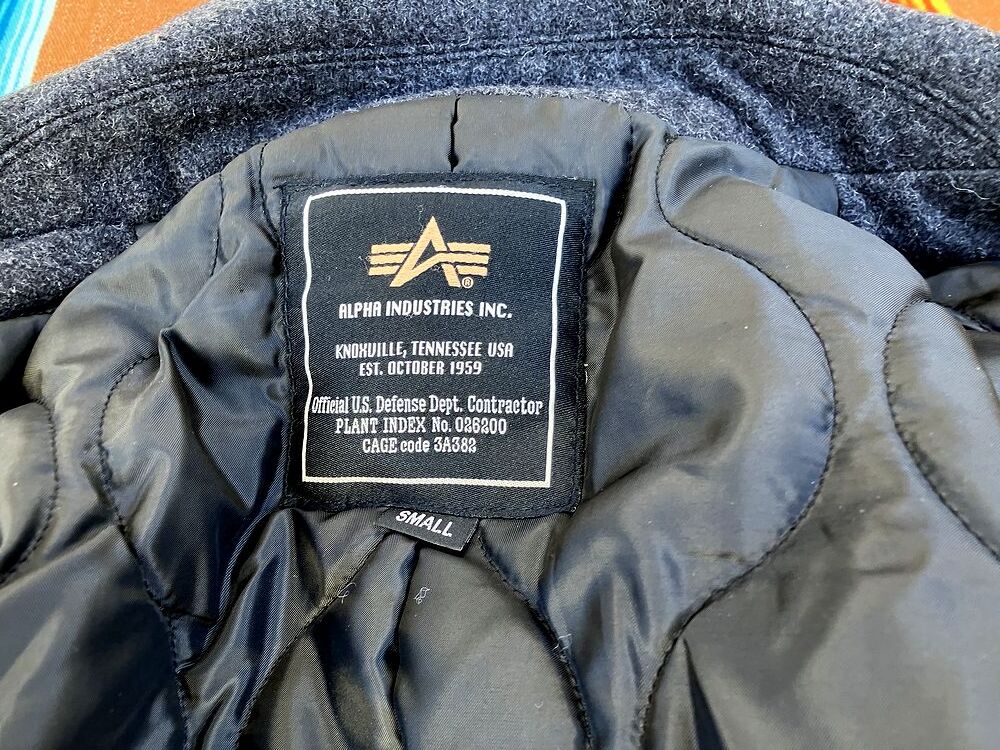 ®
ALPHA INDUSTRIES INC.
KNOXVILLE, TENNESSEE USA
EST. OCTOBER 1959
Official U.S. Defense Dept. Contractor
PLANT INDEX No. 026200
CAGE code 3A382
SMALL